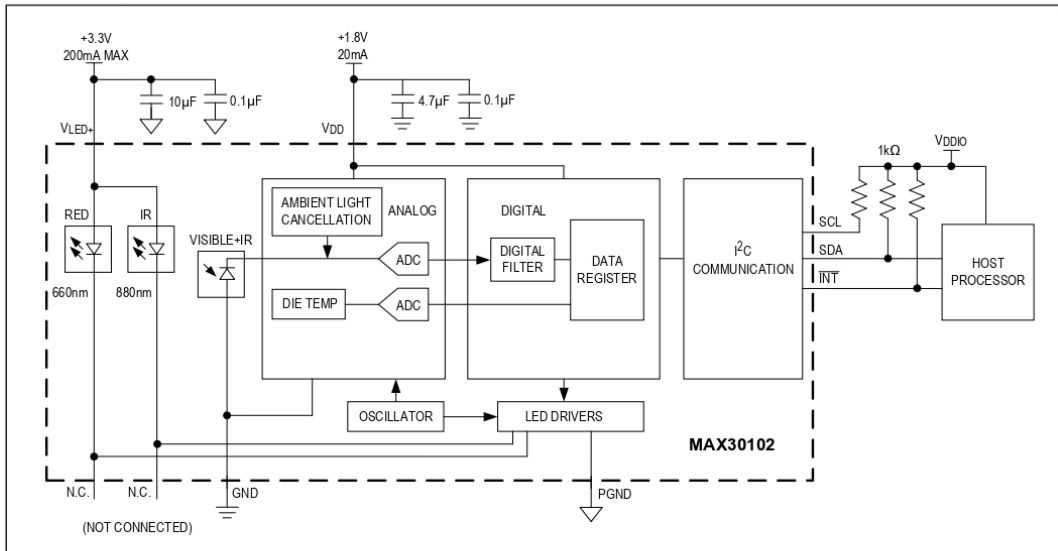 +3.3V
200mA MAX
+1.8V
20mA
10µF
0.1µF
4.7µF
0.1µF
VLED+
VDD
VDDIO
1kΩ
RED
IR
660nm
880nm
VISIBLE+IR
AMBIENT LIGHT
CANCELLATION
ANALOG
ADC
DIE TEMP
ADC
DIGITAL
DIGITAL
FILTER
DATA
REGISTER
I2C
COMMUNICATION
SCL
SDA
INT
HOST
PROCESSOR
OSCILLATOR
LED DRIVERS
MAX30102
N.C.
N.C.
GND
PGND
(NOT CONNECTED)